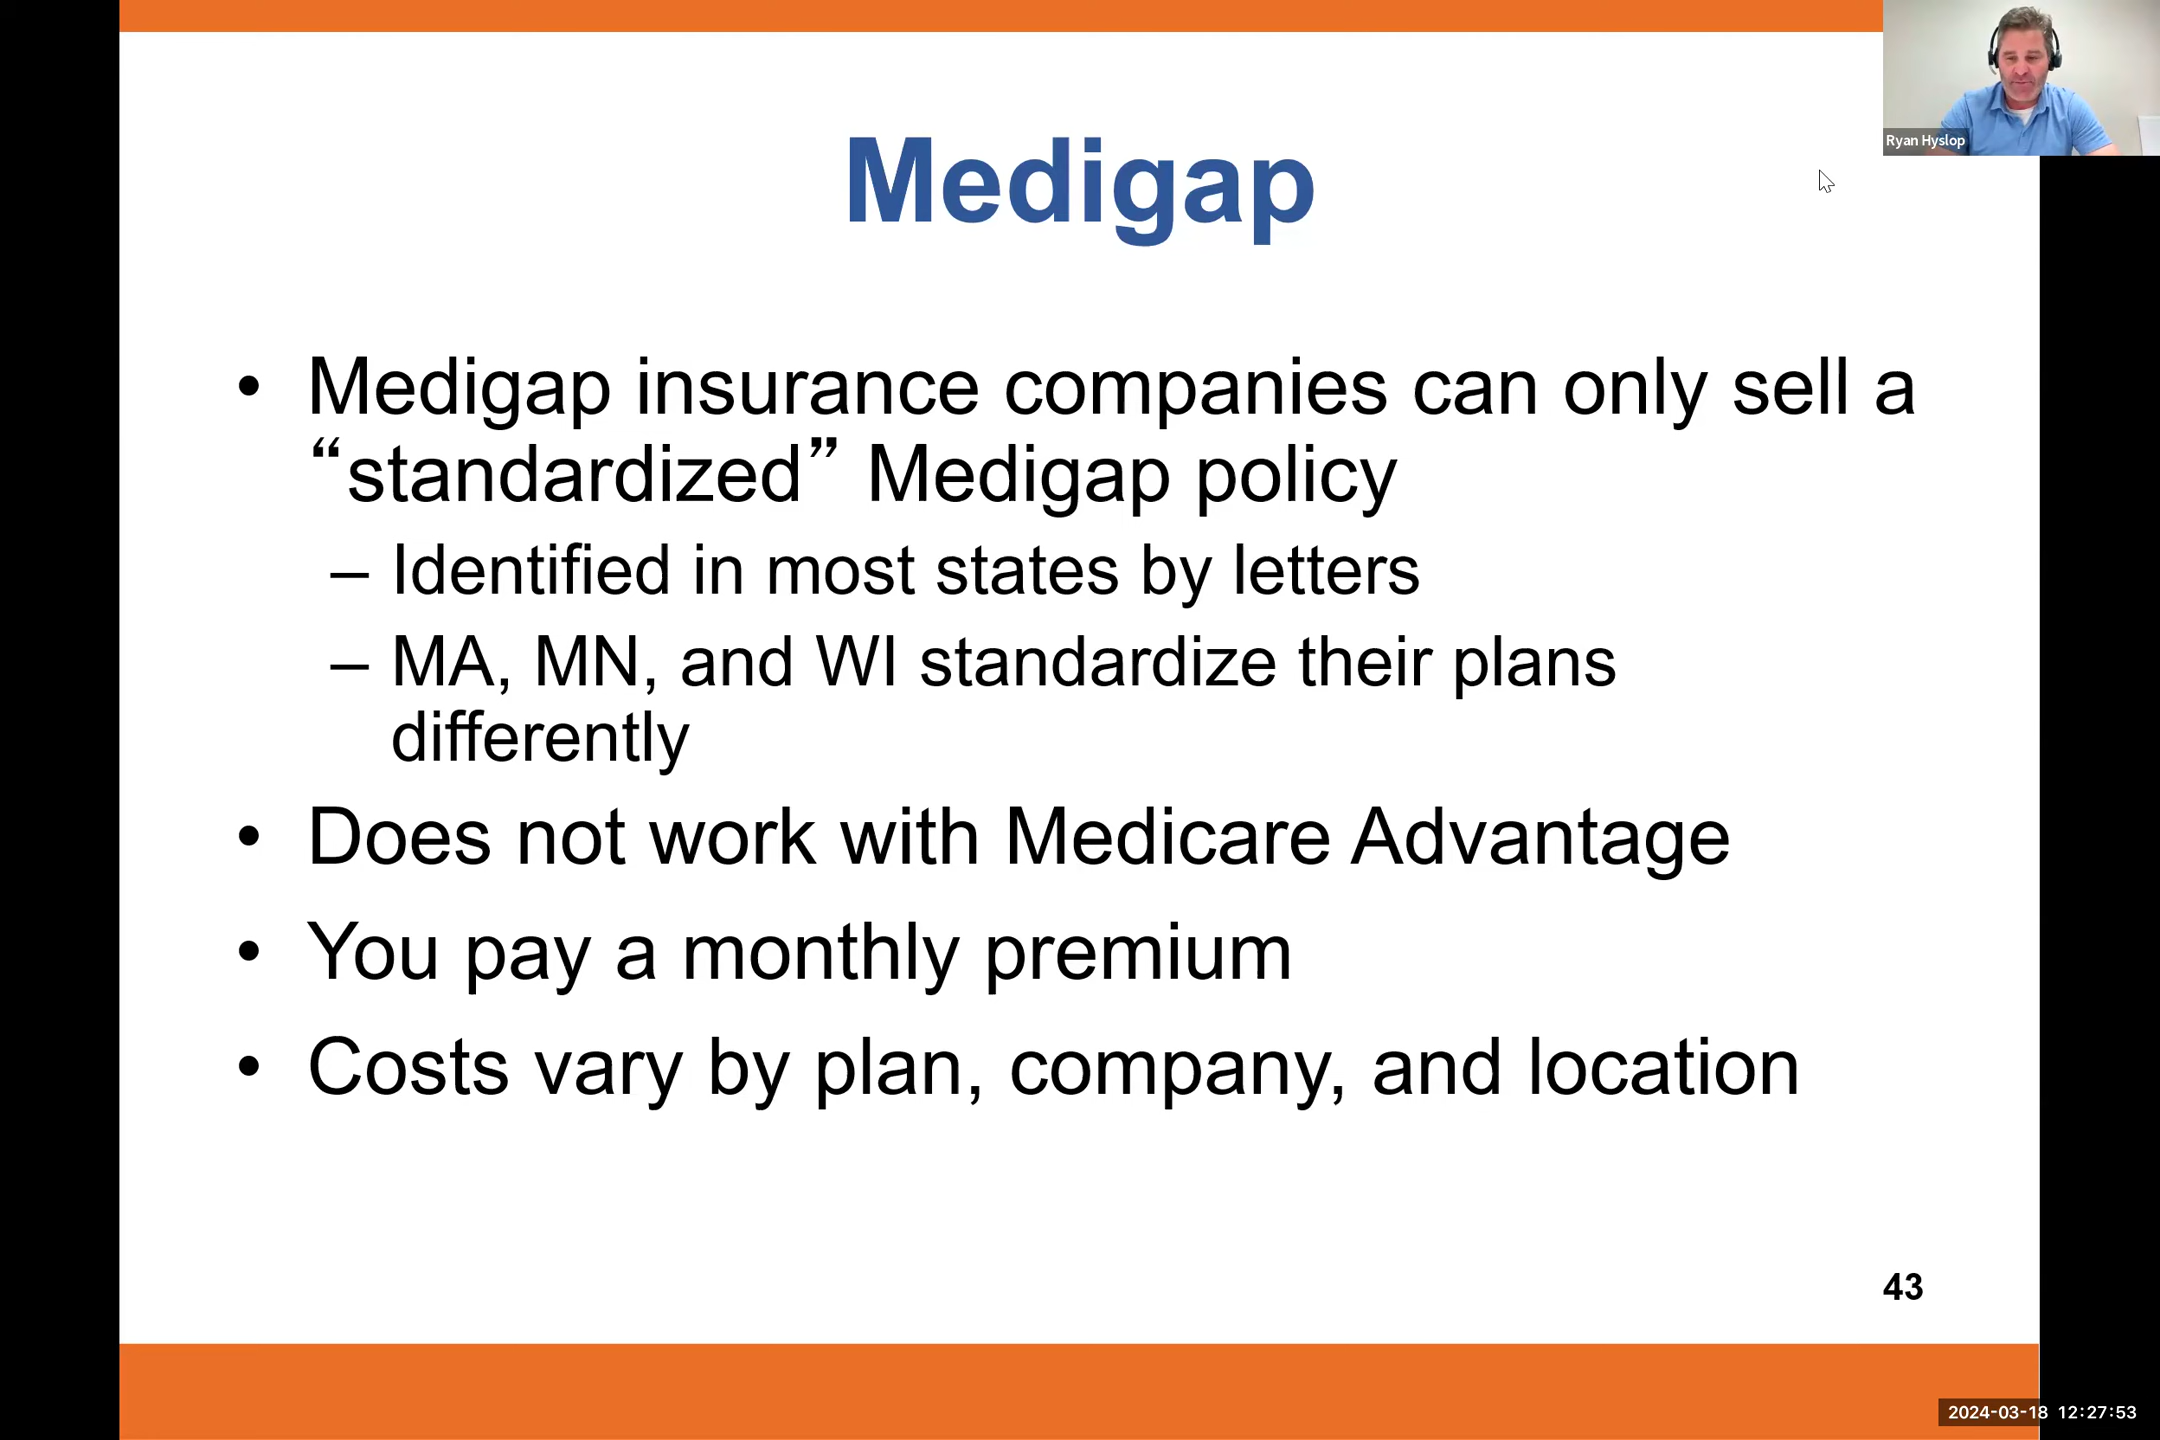 Ryan Hyslop
Medigap
• Medigap insurance companies can only sell a
“standardized” Medigap policy
– Identified in most states by letters
– MA, MN, and WI standardize their plans
differently
• Does not work with Medicare Advantage
• You pay a monthly premium
• Costs vary by plan, company, and location
43
2024-03-18 12:27:53